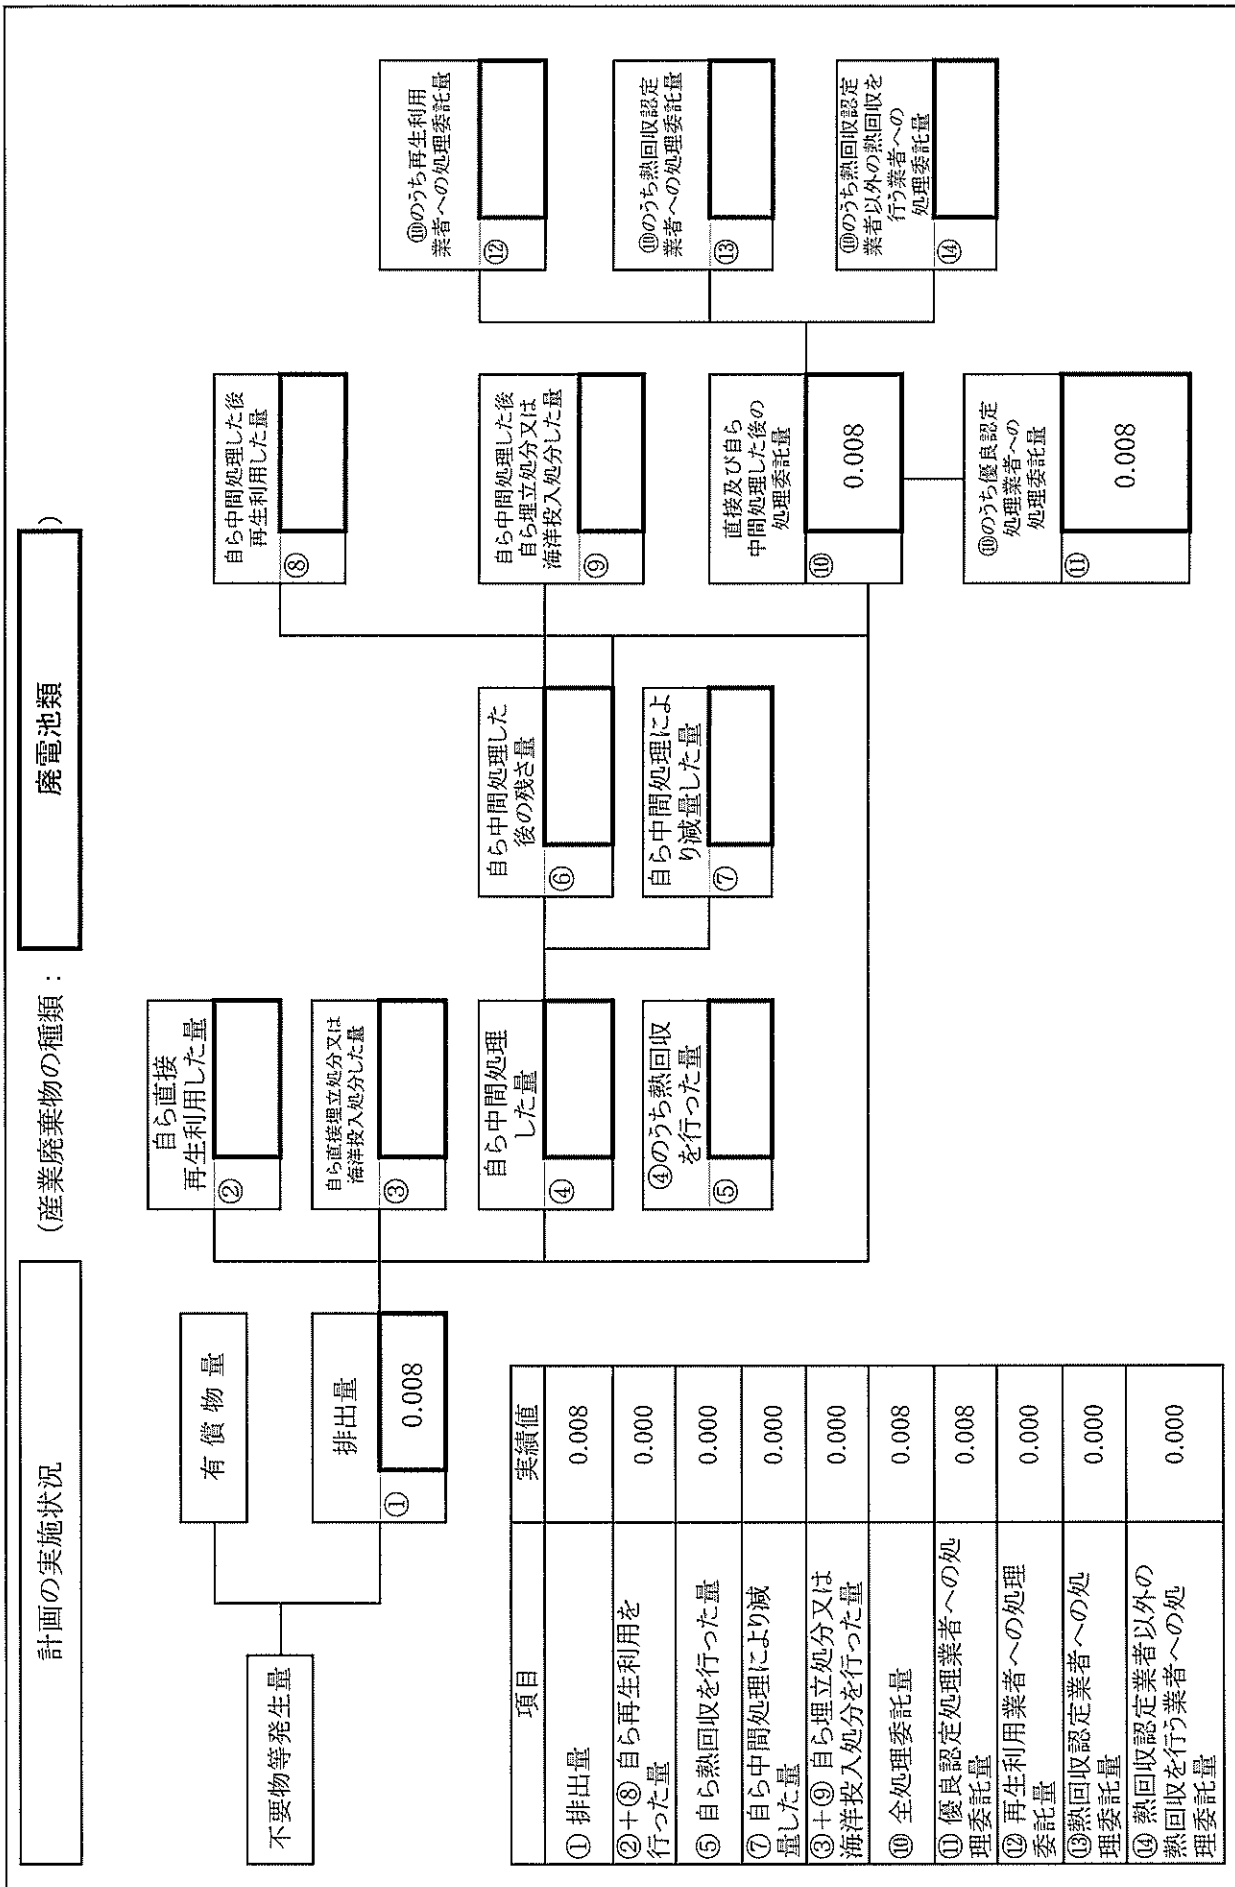 計画の実施状況
(産業廃棄物の種類：
廃電池類
)
不要物等発生量
有 償 物 量
排出量
①
0.008
自ら直接
再生利用した量
②
自ら直接埋立処分又は
海洋投入処分した量
③
自ら中間処理
した量
④
④のうち熱回収
を行った量
⑤
自ら中間処理した
後の残さ量
⑥
自ら中間処理によ
り減量した量
⑦
自ら中間処理した後
再生利用した量
⑧
自ら中間処理した後
自ら埋立処分又は
海洋投入処分した量
⑨
直接及び自ら
中間処理した後の
処理委託量
⑩
0.008
⑩のうち優良認定
処理業者への
処理委託量
⑪
0.008
⑩のうち再生利用
業者への処理委託量
⑫
⑩のうち熱回収認定
業者への処理委託量
⑬
⑩のうち熱回収認定
業者以外の熱回収を
行う業者への
処理委託量
⑭
項目
実績値
① 排出量
0.008
②＋⑧ 自ら再生利用を
行った量
0.000
⑤ 自ら熱回収を行った量
0.000
⑦ 自ら中間処理により減
量した量
0.000
③＋⑨ 自ら埋立処分又は
海洋投入処分を行った量
0.000
⑩ 全処理委託量
0.008
⑪ 優良認定処理業者への処
理委託量
0.008
⑫ 再生利用業者への処理
委託量
0.000
⑬熱回収認定業者への処
理委託量
0.000
⑭ 熱回収認定業者以外の
熱回収を行う業者への処
理委託量
0.000